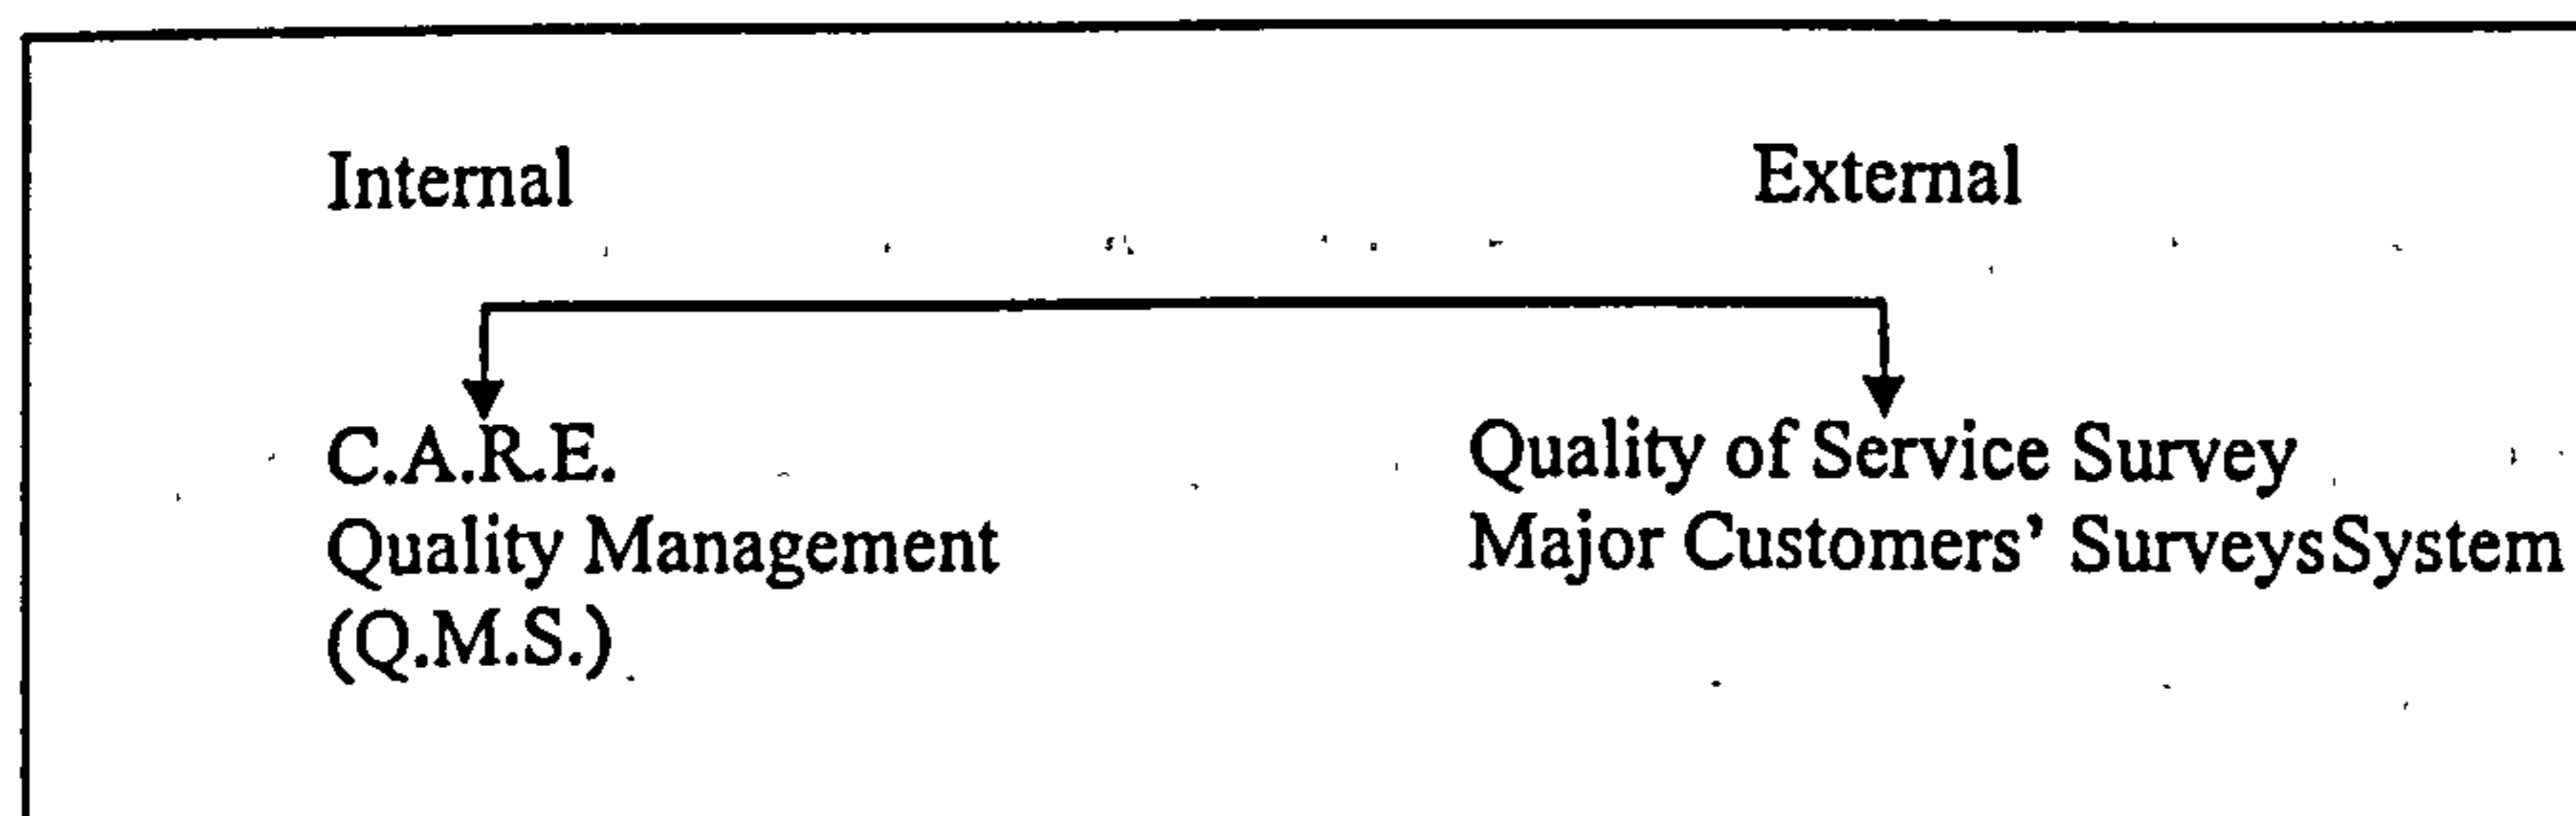 Internal External
C.A.R.E. Quality of Service Survey
Quality Management Major Customers' SurveysSystem
(Q.M.S.)